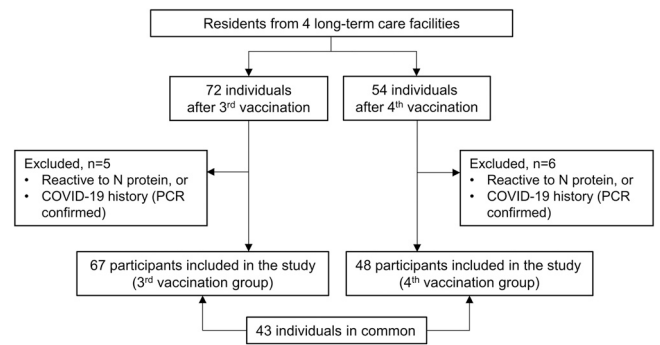 Residents from 4 long-term care facilities
72 individuals
after 3rd vaccination
54 individuals
after 4th vaccination
Excluded, n=5
• Reactive to N protein, or
• COVID-19 history (PCR
confirmed)
Excluded, n=6
• Reactive to N protein, or
• COVID-19 history (PCR
confirmed)
67 participants included in the study
(3rd vaccination group)
48 participants included in the study
(4th vaccination group)
43 individuals in common